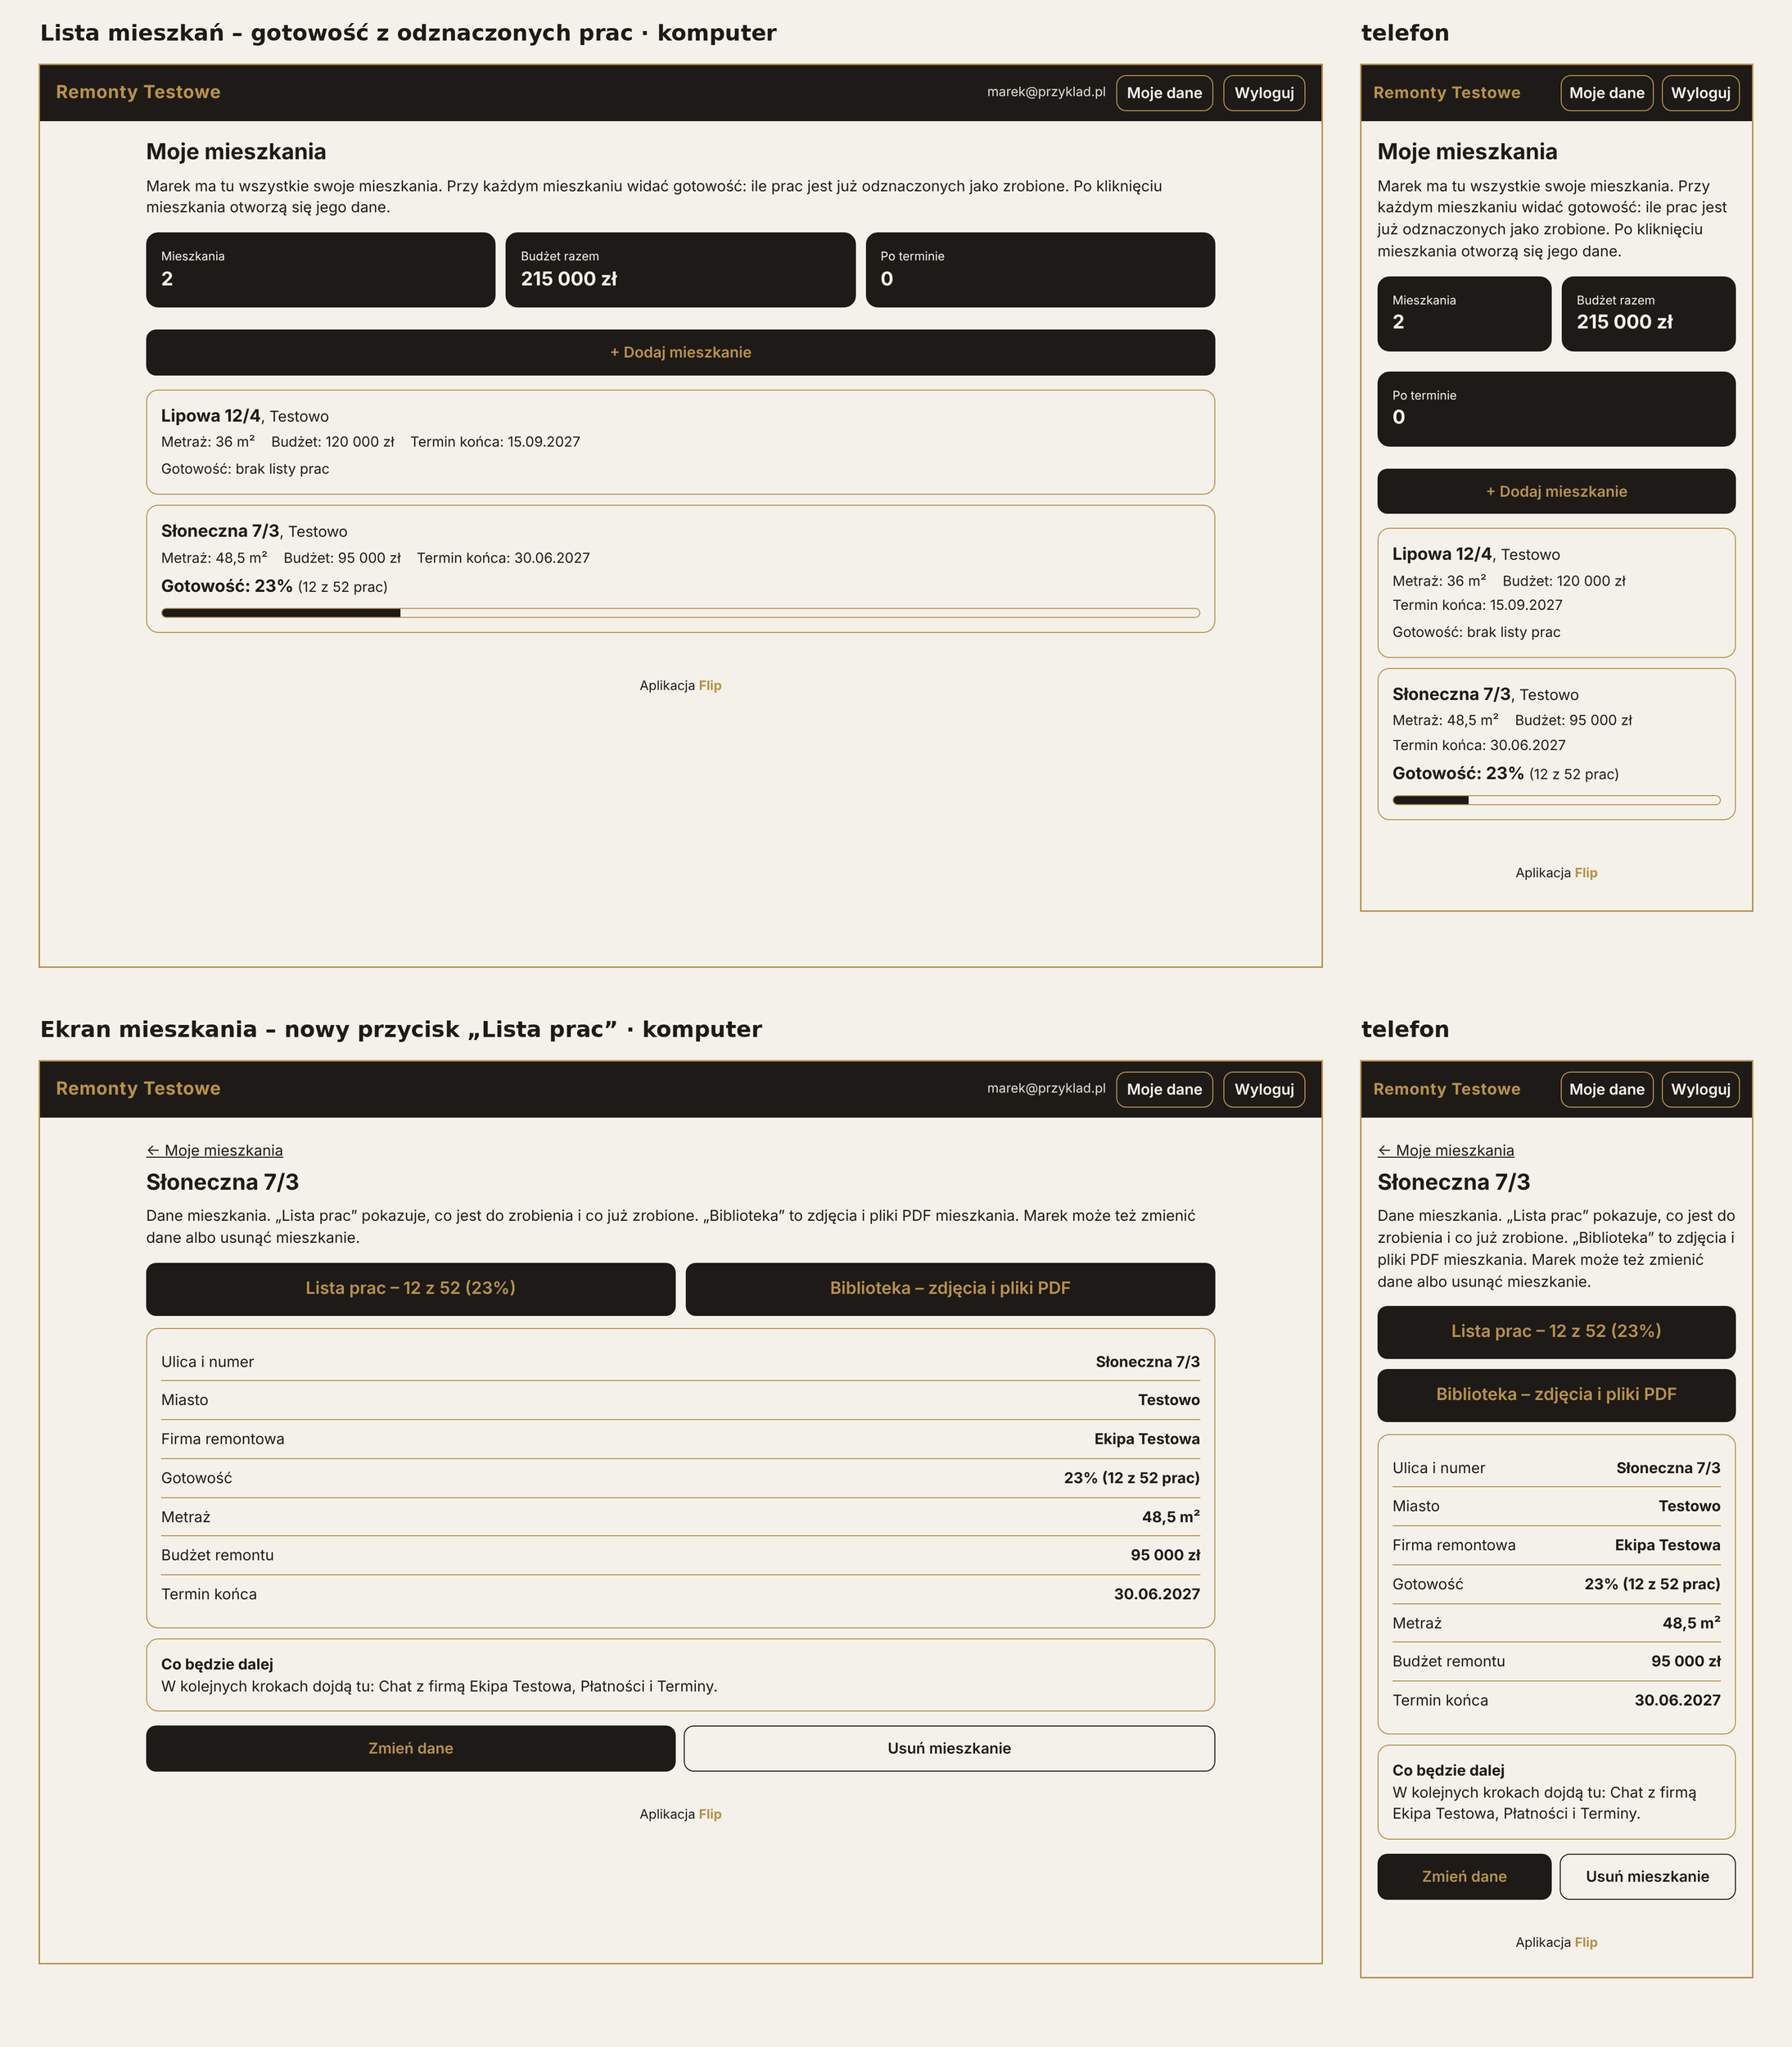 Lista mieszkań – gotowość z odznaczonych prac · komputer
Remonty Testowe
marek@przyklad.pl Moje dane Wyloguj
Moje mieszkania
Marek ma tu wszystkie swoje mieszkania. Przy każdym mieszkaniu widać gotowość: ile prac jest już odznaczonych jako zrobione. Po kliknięciu
mieszkania otworzą się jego dane.
Mieszkania
2
Budżet razem
215 000 zł
Po terminie
0
+ Dodaj mieszkanie
Lipowa 12/4, Testowo
Metraż: 36 m² Budżet: 120 000 zł Termin końca: 15.09.2027
Gotowość: brak listy prac
Słoneczna 7/3, Testowo
Metraż: 48,5 m² Budżet: 95 000 zł Termin końca: 30.06.2027
Gotowość: 23% (12 z 52 prac)
Aplikacja Flip
telefon
Remonty Testowe Moje dane Wyloguj
Moje mieszkania
Marek ma tu wszystkie swoje mieszkania. Przy
każdym mieszkaniu widać gotowość: ile prac jest
już odznaczonych jako zrobione. Po kliknięciu
mieszkania otworzą się jego dane.
Mieszkania
2
Budżet razem
215 000 zł
Po terminie
0
+ Dodaj mieszkanie
Lipowa 12/4, Testowo
Metraż: 36 m² Budżet: 120 000 zł
Termin końca: 15.09.2027
Gotowość: brak listy prac
Słoneczna 7/3, Testowo
Metraż: 48,5 m² Budżet: 95 000 zł
Termin końca: 30.06.2027
Gotowość: 23% (12 z 52 prac)
Aplikacja Flip
Ekran mieszkania – nowy przycisk „Lista prac” · komputer
Remonty Testowe
marek@przyklad.pl Moje dane Wyloguj
← Moje mieszkania
Słoneczna 7/3
Dane mieszkania. „Lista prac” pokazuje, co jest do zrobienia i co już zrobione. „Biblioteka” to zdjęcia i pliki PDF mieszkania. Marek może też zmienić
dane albo usunąć mieszkanie.
Lista prac – 12 z 52 (23%)
Biblioteka – zdjęcia i pliki PDF
Ulica i numer Słoneczna 7/3
Miasto Testowo
Firma remontowa Ekipa Testowa
Gotowość 23% (12 z 52 prac)
Metraż 48,5 m²
Budżet remontu 95 000 zł
Termin końca 30.06.2027
Co będzie dalej
W kolejnych krokach dojdą tu: Chat z firmą Ekipa Testowa, Płatności i Terminy.
Zmień dane
Usuń mieszkanie
Aplikacja Flip
telefon
Remonty Testowe Moje dane Wyloguj
← Moje mieszkania
Słoneczna 7/3
Dane mieszkania. „Lista prac” pokazuje, co jest do
zrobienia i co już zrobione. „Biblioteka” to zdjęcia i
pliki PDF mieszkania. Marek może też zmienić
dane albo usunąć mieszkanie.
Lista prac – 12 z 52 (23%)
Biblioteka – zdjęcia i pliki PDF
Ulica i numer Słoneczna 7/3
Miasto Testowo
Firma remontowa Ekipa Testowa
Gotowość 23% (12 z 52 prac)
Metraż 48,5 m²
Budżet remontu 95 000 zł
Termin końca 30.06.2027
Co będzie dalej
W kolejnych krokach dojdą tu: Chat z firmą
Ekipa Testowa, Płatności i Terminy.
Zmień dane
Usuń mieszkanie
Aplikacja Flip